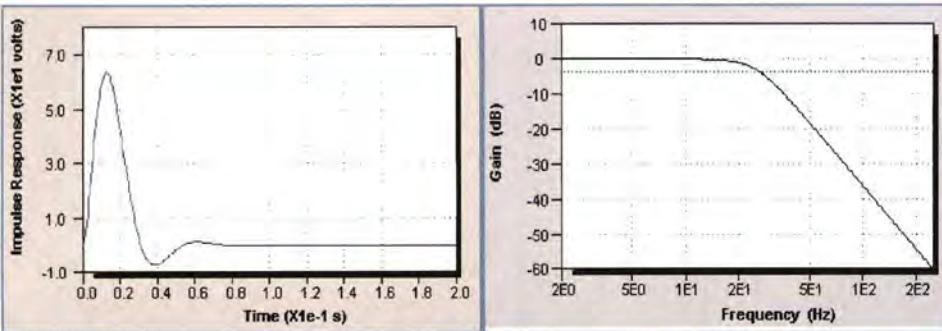 Impulse Response (X1e1 volts)
7.0
5.0
3.0
1.0
-1.0
0.0 0.2 0.4 0.6 0.8 1.0 1.2 1.4 1.6 1.8 2.0
Time (X1e-1 s)
Gain (dB)
10
0
-10
-20
-30
-40
-50
-60
2E0 5E0 1E1 2E1 5E1 1E2 2E2
Frequency (Hz)